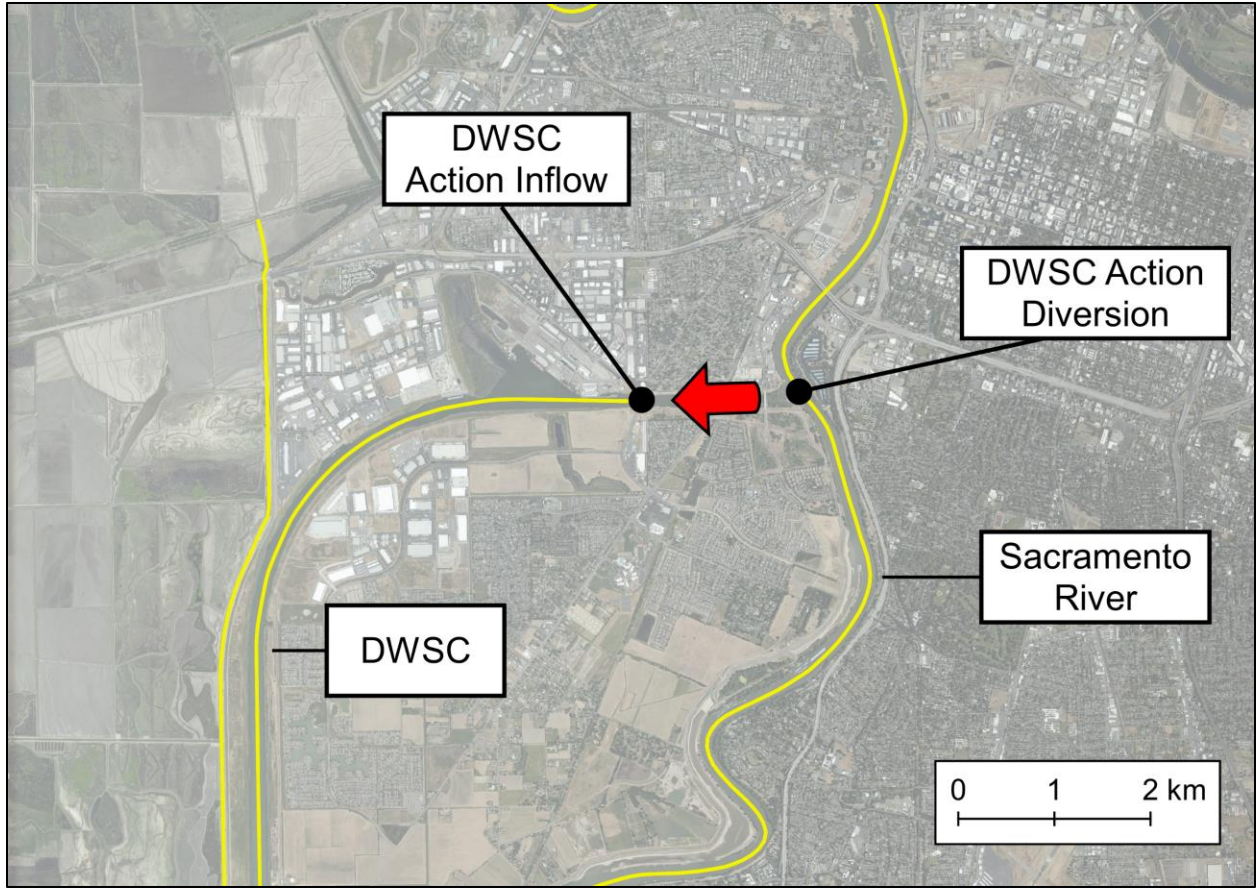 DWSC
Action Inflow
DWSC Action
Diversion
Sacramento
River
DWSC
0 1 2 km